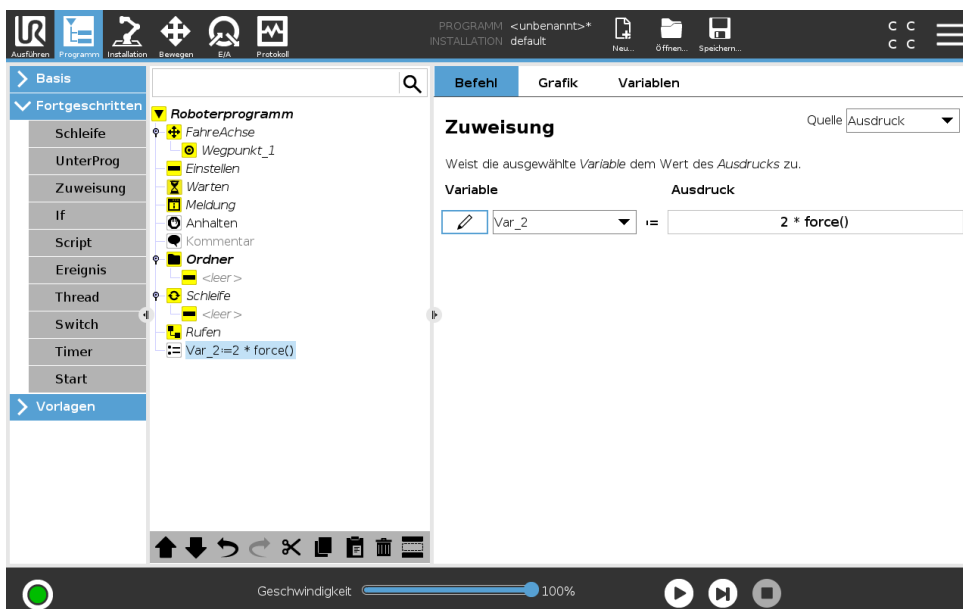 UR
PROGRAMM <unbenannt>*
INSTALLATION default
C C
C C
Ausführen Programm Installation Bewegen E/A Protokoll Neu... Öffnen... Speichern...
Basis
Fortgeschritten
Schleife
UnterProg
Zuweisung
If
Script
Ereignis
Thread
Switch
Timer
Start
Vorlagen
Roboterprogramm
FahreAchse
Wegpunkt_1
Einstellen
Warten
Meldung
Anhalten
Kommentar
Ordner
<leer>
Schleife
<leer>
Rufen
Var_2:=2 * force()
Befehl Grafik Variablen
Zuweisung
Quelle Ausdruck
Weist die ausgewählte Variable dem Wert des Ausdrucks zu.
Variable Ausdruck
Var_2 := 2 * force()
Geschwindigkeit 100%